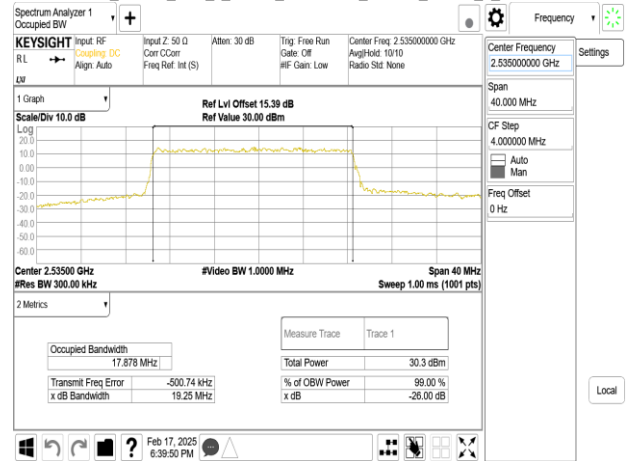 Spectrum Analyzer 1
Occupied BW
Frequency
KEYSIGHT
RL
Input: RF
Coupling: DC
Align: Auto
Input Z: 50 Ω
Corr CCorr
Freq Ref: Int (S)
Atten: 30 dB
Trig: Free Run
Gate: Off
#IF Gain: Low
Center Freq: 2.535000000 GHz
Avg|Hold: 10/10
Radio Std: None
Center Frequency
2.535000000 GHz
Settings
Span
40.000 MHz
CF Step
4.000000 MHz
Auto
Man
Freq Offset
0 Hz
1 Graph
Scale/Div 10.0 dB
Ref Lvl Offset 15.39 dB
Ref Value 30.00 dBm
Log
20.0
10.0
0.00
-10.0
-20.0
-30.0
-40.0
-50.0
-60.0
Center 2.53500 GHz
#Video BW 1.0000 MHz
Span 40 MHz
#Res BW 300.00 kHz
Sweep 1.00 ms (1001 pts)
2 Metrics
Measure Trace
Trace 1
Occupied Bandwidth
17.878 MHz
Total Power
30.3 dBm
Transmit Freq Error
-500.74 kHz
% of OBW Power
99.00 %
x dB Bandwidth
19.25 MHz
x dB
-26.00 dB
Local
?
Feb 17, 2025
6:39:50 PM